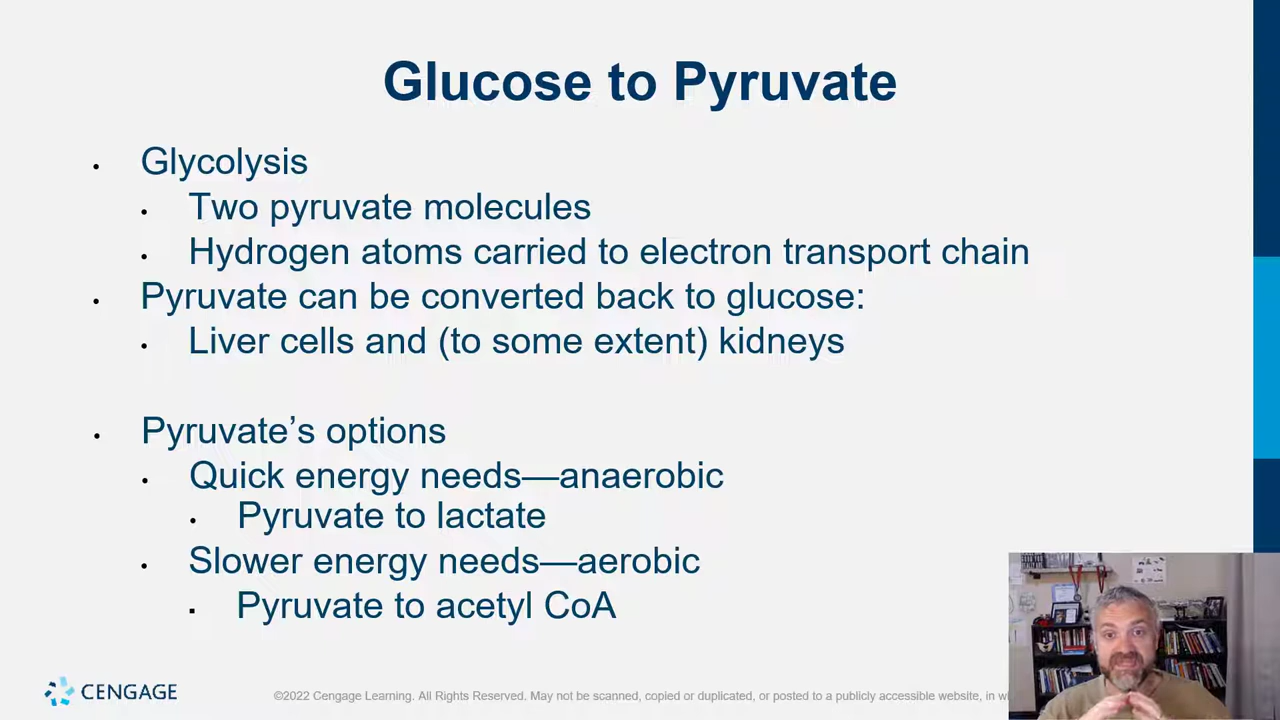 Glucose to Pyruvate
• Glycolysis
• Two pyruvate molecules
• Hydrogen atoms carried to electron transport chain
• Pyruvate can be converted back to glucose:
• Liver cells and (to some extent) kidneys
• Pyruvate’s options
• Quick energy needs—anaerobic
• Pyruvate to lactate
• Slower energy needs—aerobic
▪ Pyruvate to acetyl CoA
CENGAGE
©2022 Cengage Learning. All Rights Reserved. May not be scanned, copied or duplicated, or posted to a publicly accessible website, in